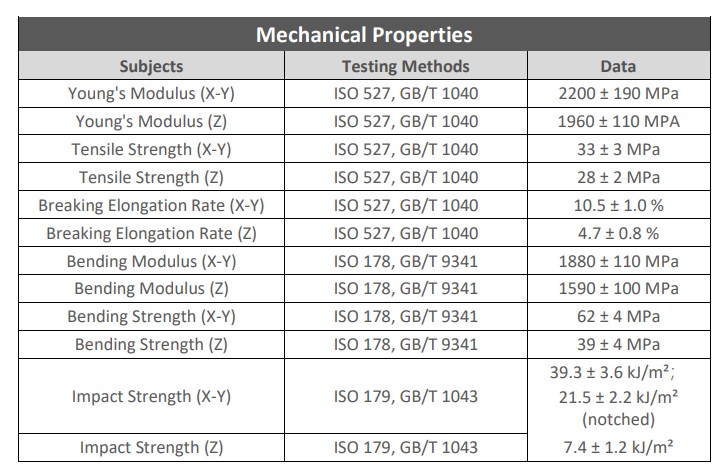 Mechanical Properties
Subjects Testing Methods Data
Young's Modulus (X-Y) ISO 527, GB/T 1040 2200 ± 190 MPa
Young's Modulus (Z) ISO 527, GB/T 1040 1960 ± 110 MPA
Tensile Strength (X-Y) ISO 527, GB/T 1040 33 ± 3 MPa
Tensile Strength (Z) ISO 527, GB/T 1040 28 ± 2 MPa
Breaking Elongation Rate (X-Y) ISO 527, GB/T 1040 10.5 ± 1.0 %
Breaking Elongation Rate (Z) ISO 527, GB/T 1040 4.7 ± 0.8 %
Bending Modulus (X-Y) ISO 178, GB/T 9341 1880 ± 110 MPa
Bending Modulus (Z) ISO 178, GB/T 9341 1590 ± 100 MPa
Bending Strength (X-Y) ISO 178, GB/T 9341 62 ± 4 MPa
Bending Strength (Z) ISO 178, GB/T 9341 39 ± 4 MPa
Impact Strength (X-Y) ISO 179, GB/T 1043 39.3 ± 3.6 kJ/m²;
21.5 ± 2.2 kJ/m²
(notched)
Impact Strength (Z) ISO 179, GB/T 1043 7.4 ± 1.2 kJ/m²